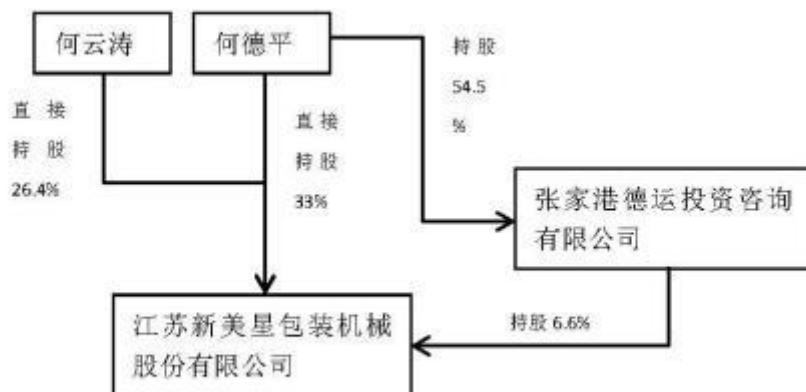 何云涛
何德平
持股
54.5
%
直 接
持 股
26.4%
直 接
持 股
33%
张家港德运投资咨询
有限公司
江苏新美星包装机械
股份有限公司
持股 6.6%